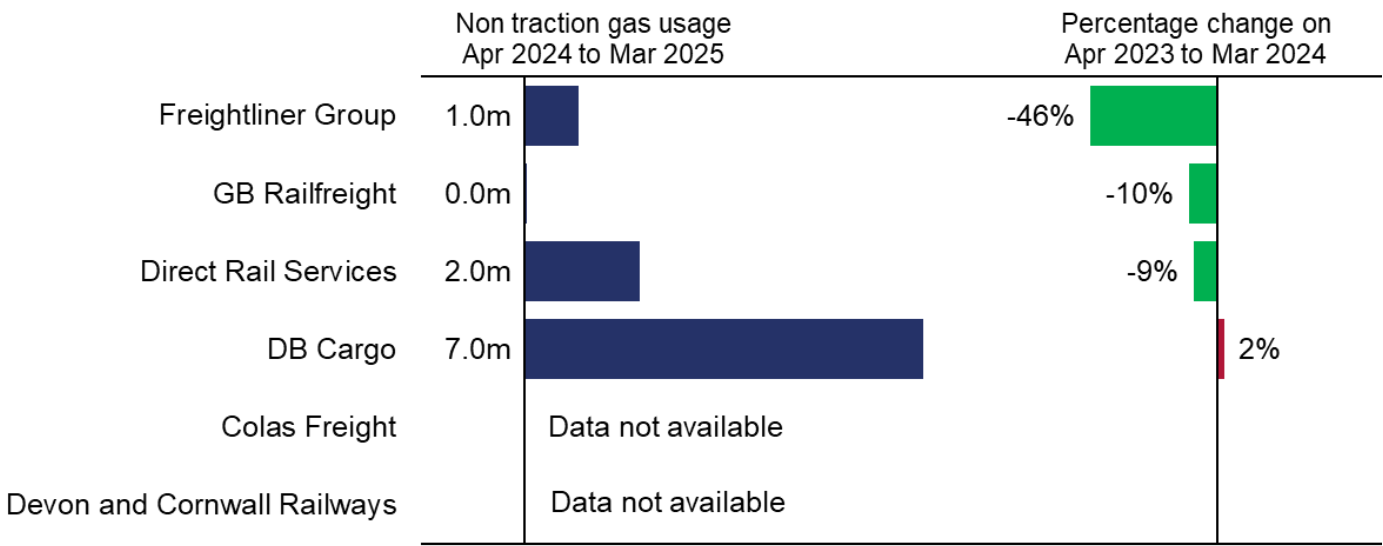 Non traction gas usage
Apr 2024 to Mar 2025
Percentage change on
Apr 2023 to Mar 2024
Freightliner Group 1.0m -46%
GB Railfreight 0.0m -10%
Direct Rail Services 2.0m -9%
DB Cargo 7.0m 2%
Colas Freight Data not available
Devon and Cornwall Railways Data not available